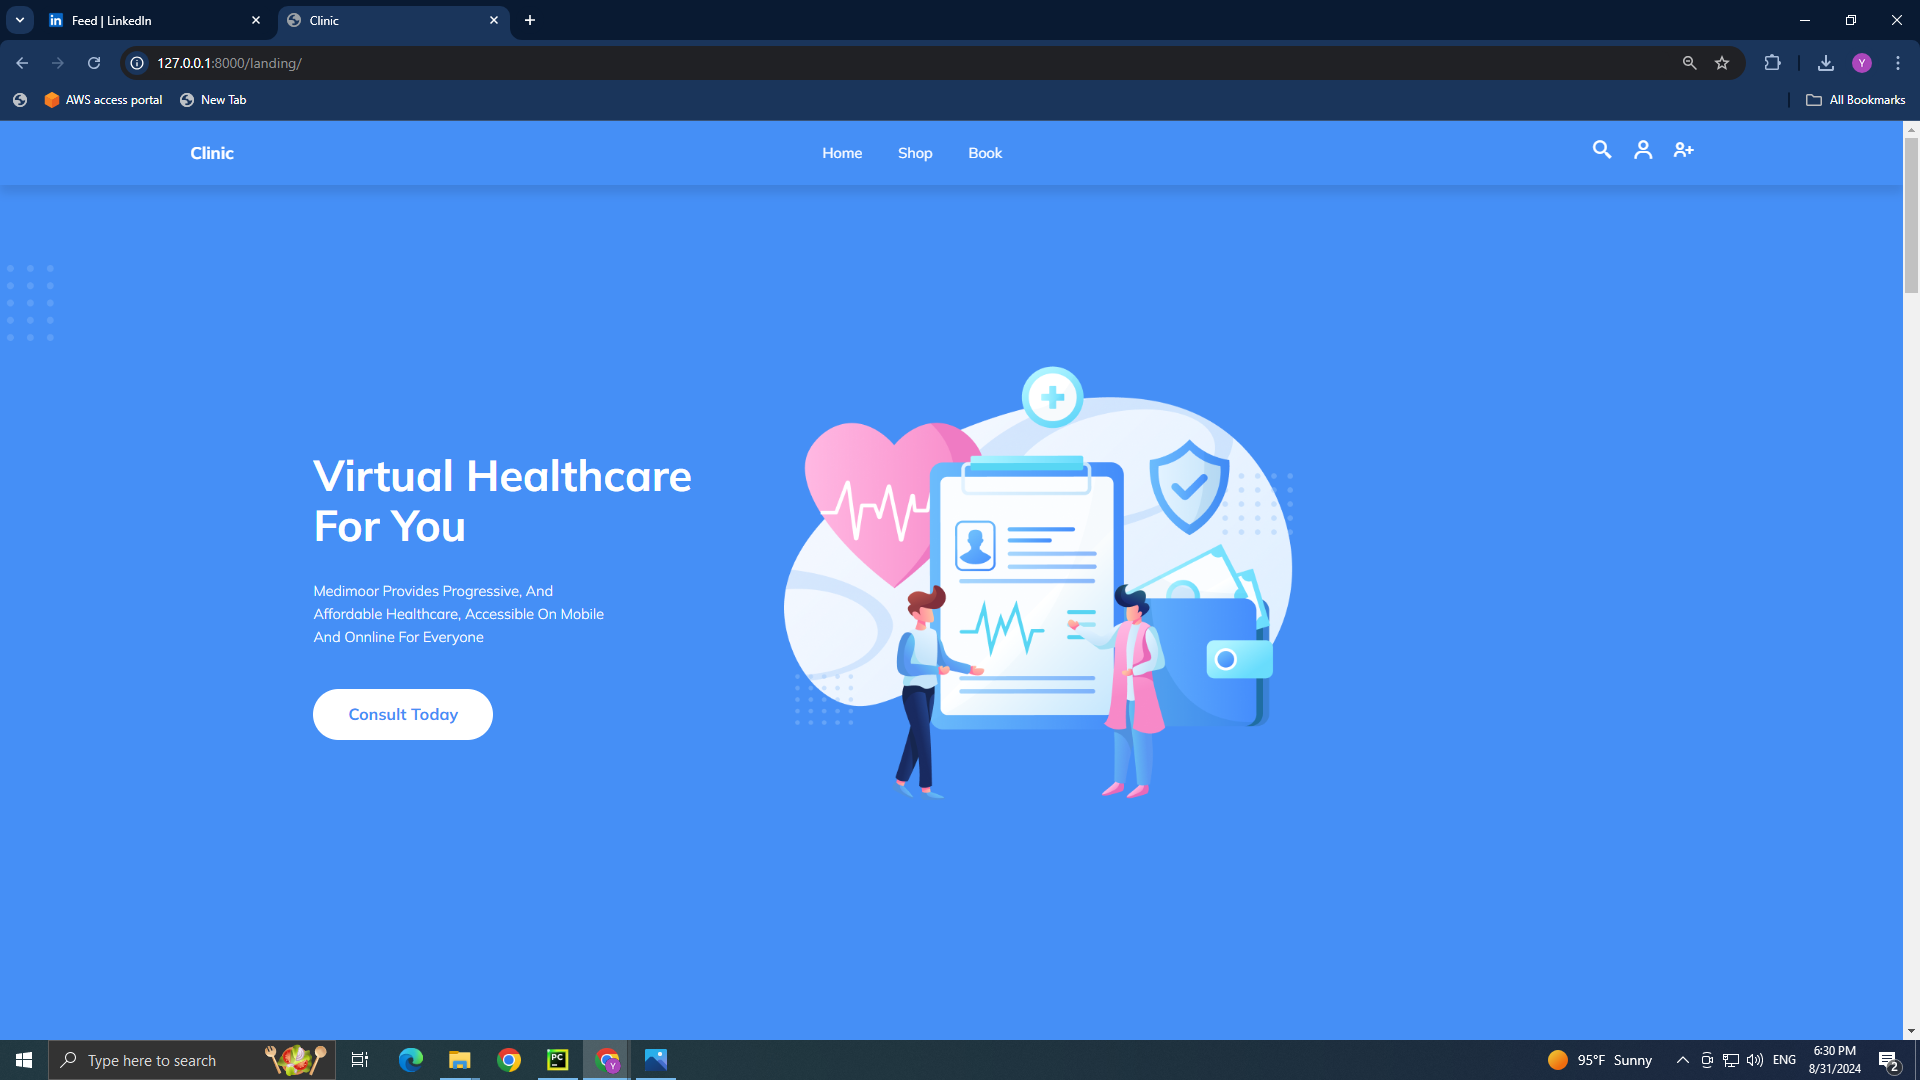 Feed | LinkedIn
Clinic
127.0.0.1:8000/landing/
Y
AWS access portal
New Tab
All Bookmarks
Clinic
Home
Shop
Book
Virtual Healthcare
For You
Medimoor Provides Progressive, And
Affordable Healthcare, Accessible On Mobile
And Onnline For Everyone
Consult Today
Type here to search
PC
Y
95°F Sunny
ENG
6:30 PM
8/31/2024
2